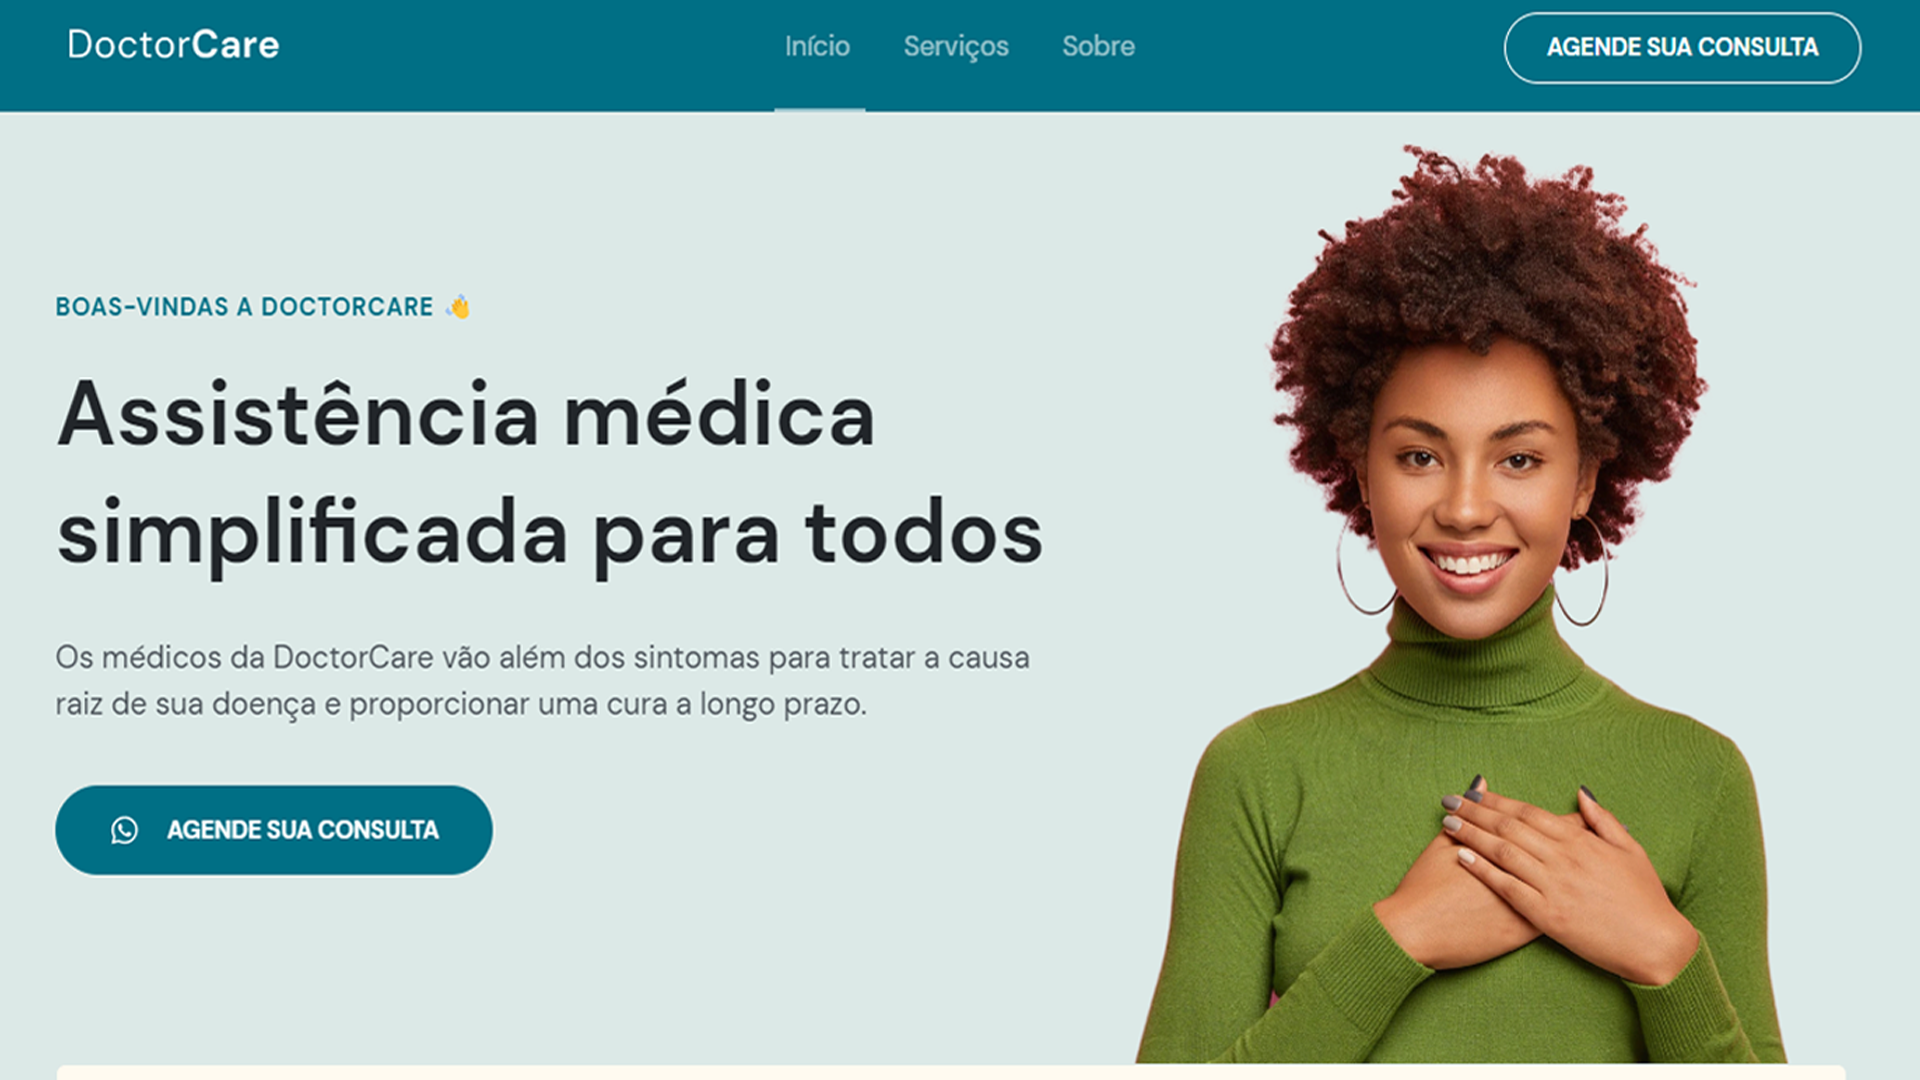 DoctorCare
Início
Serviços
Sobre
AGENDE SUA CONSULTA
BOAS-VINDAS A DOCTORCARE 👋
Assistência médica
simplificada para todos
Os médicos da DoctorCare vão além dos sintomas para tratar a causa
raiz de sua doença e proporcionar uma cura a longo prazo.
AGENDE SUA CONSULTA